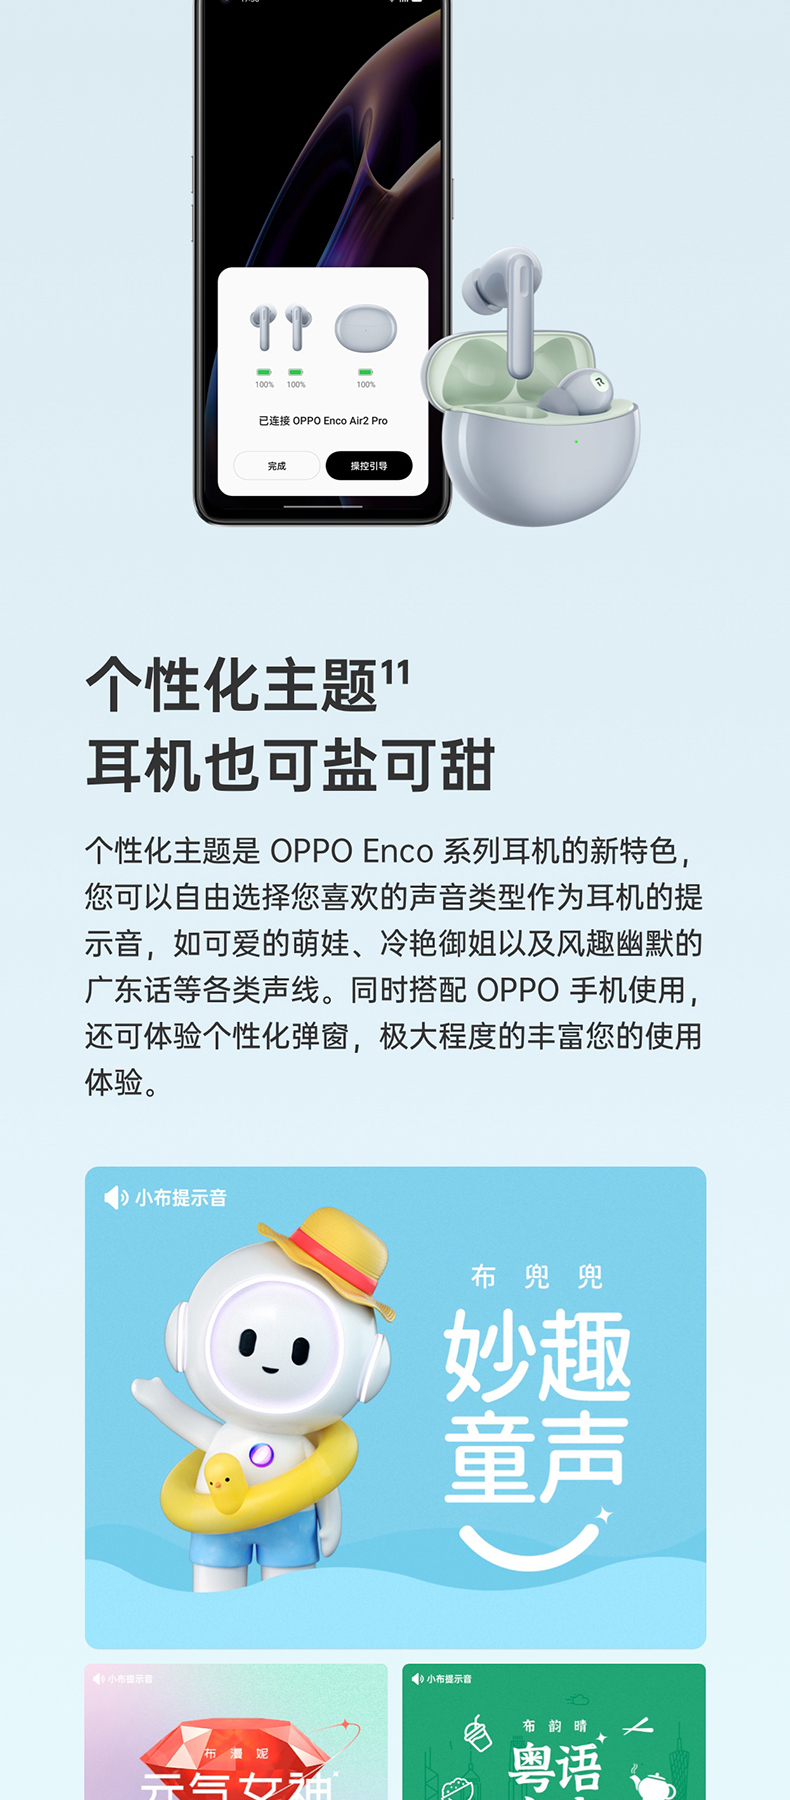 100%
100%
100%
已连接 OPPO Enco Air2 Pro
完成
操控引导
个性化主题11
耳机也可盐可甜
个性化主题是 OPPO Enco 系列耳机的新特色，
您可以自由选择您喜欢的声音类型作为耳机的提
示音，如可爱的萌娃、冷艳御姐以及风趣幽默的
广东话等各类声线。同时搭配 OPPO 手机使用，
还可体验个性化弹窗，极大程度的丰富您的使用
体验。
小布提示音
布兜兜
妙趣
童声
小布提示音
布漫妮
元气女神
小布提示音
布韵晴
粤语